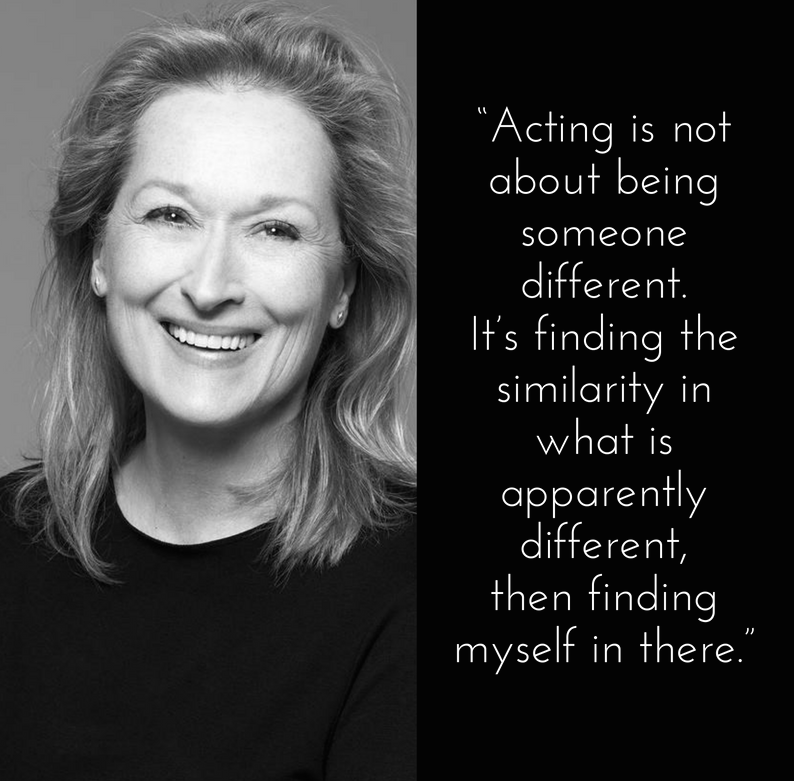 “Acting is not
about being
someone
different.
It’s finding the
similarity in
what is
apparently
different,
then finding
myself in there.”